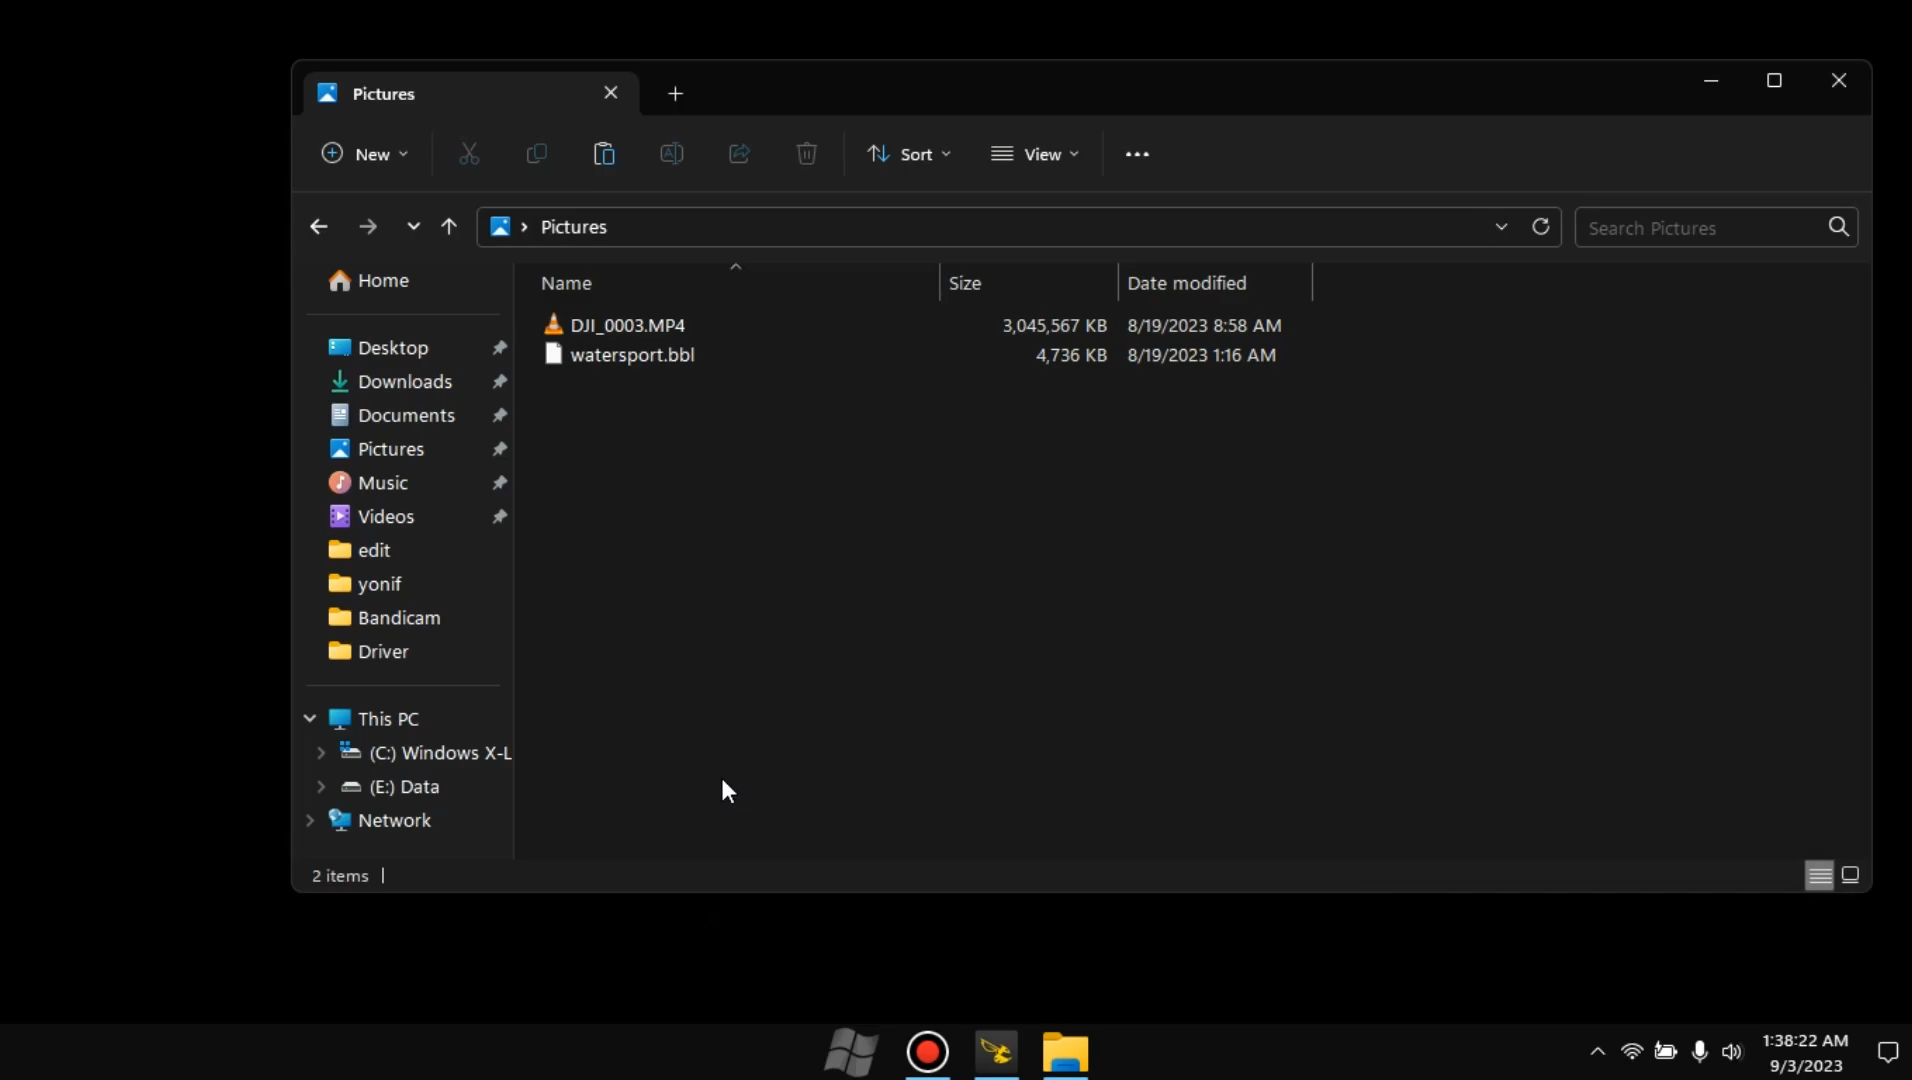 Pictures
New
Sort
View
Pictures
Search Pictures
Home
Desktop
Downloads
Documents
Pictures
Music
Videos
edit
yonif
Bandicam
Driver
This PC
(C:) Windows X-L
(E:) Data
Network
Name Size Date modified
DJI_0003.MP4 3,045,567 KB 8/19/2023 8:58 AM
watersport.bbl 4,736 KB 8/19/2023 1:16 AM
2 items
1:38:22 AM
9/3/2023